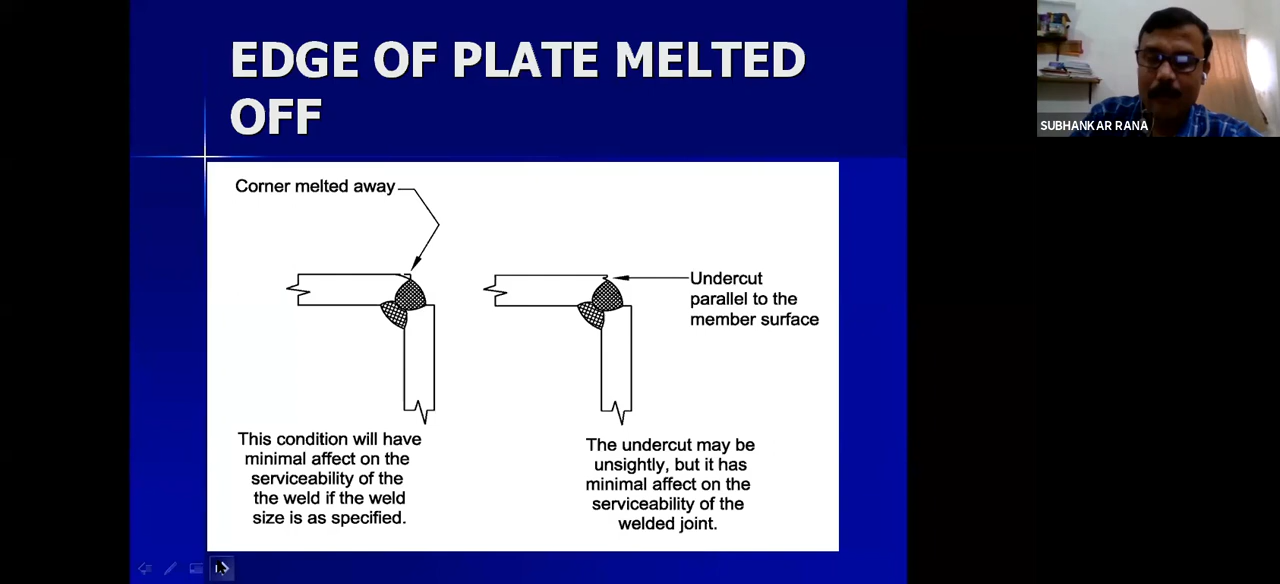 EDGE OF PLATE MELTED
OFF
SUBHANKAR RANA
Corner melted away
Undercut
parallel to the
member surface
This condition will have
minimal affect on the
serviceability of the
the weld if the weld
size is as specified.
The undercut may be
unsightly, but it has
minimal affect on the
serviceability of the
welded joint.